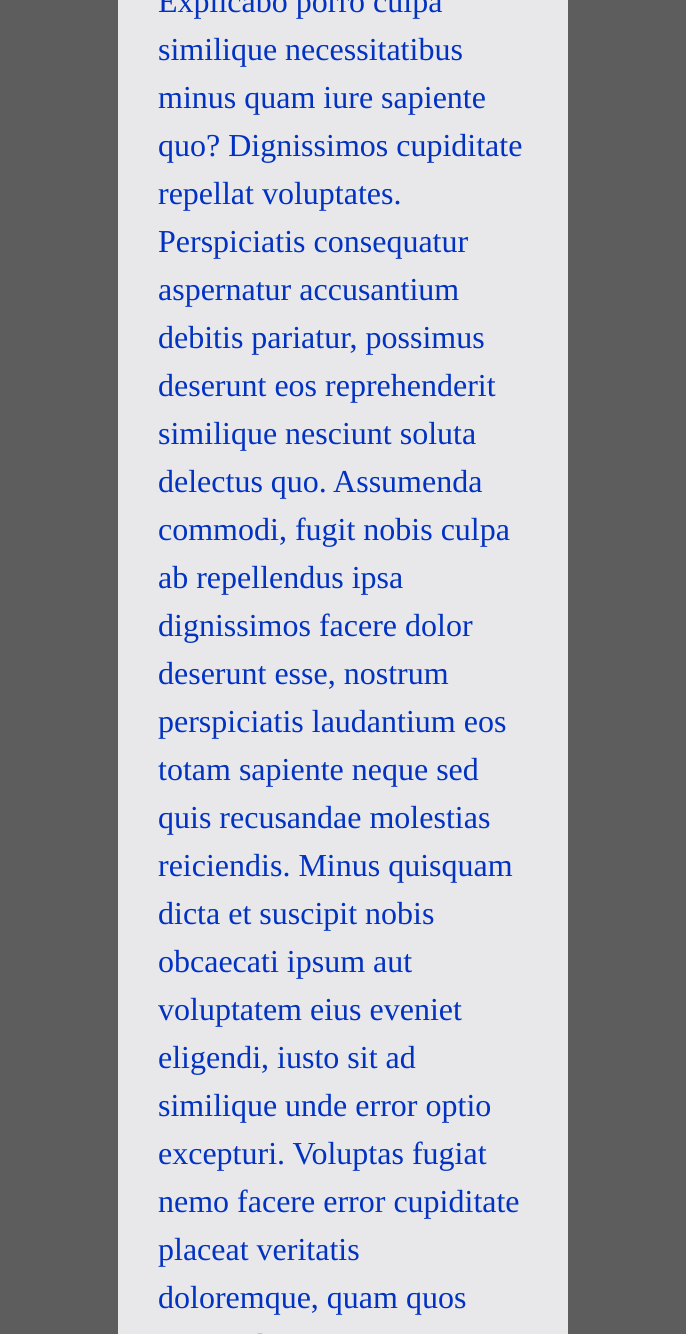 Explicabo porro culpa
similique necessitatibus
minus quam iure sapiente
quo? Dignissimos cupiditate
repellat voluptates.
Perspiciatis consequatur
aspernatur accusantium
debitis pariatur, possimus
deserunt eos reprehenderit
similique nesciunt soluta
delectus quo. Assumenda
commodi, fugit nobis culpa
ab repellendus ipsa
dignissimos facere dolor
deserunt esse, nostrum
perspiciatis laudantium eos
totam sapiente neque sed
quis recusandae molestias
reiciendis. Minus quisquam
dicta et suscipit nobis
obcaecati ipsum aut
voluptatem eius eveniet
eligendi, iusto sit ad
similique unde error optio
excepturi. Voluptas fugiat
nemo facere error cupiditate
placeat veritatis
doloremque, quam quos